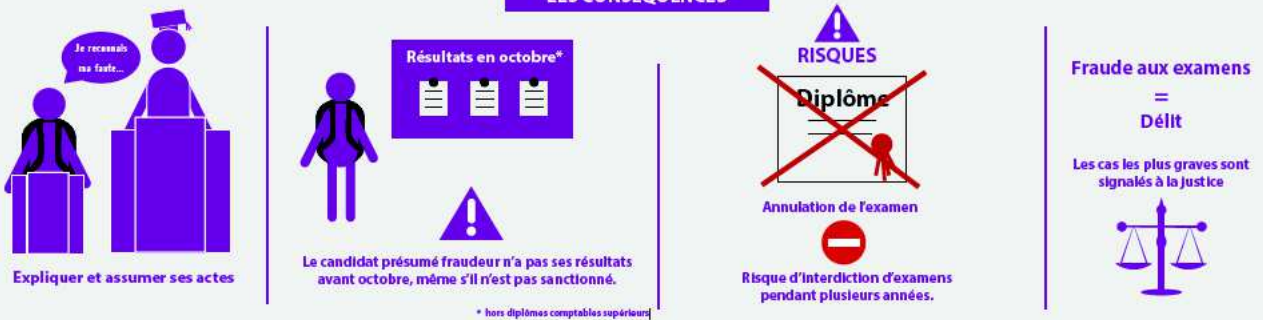 LES CONSEQUENCES
Je reconnais
ma faute...
Expliquer et assumer ses actes
Résultats en octobre*
Le candidat présumé fraudeur n'a pas ses résultats
avant octobre, même s'il n'est pas sanctionné.
* hors diplômes comptables supérieurs
RISQUES
Diplôme
Annulation de l'examen
Risque d'interdiction d'examens
pendant plusieurs années.
Fraude aux examens
=
Délit
Les cas les plus graves sont
signalés à la justice